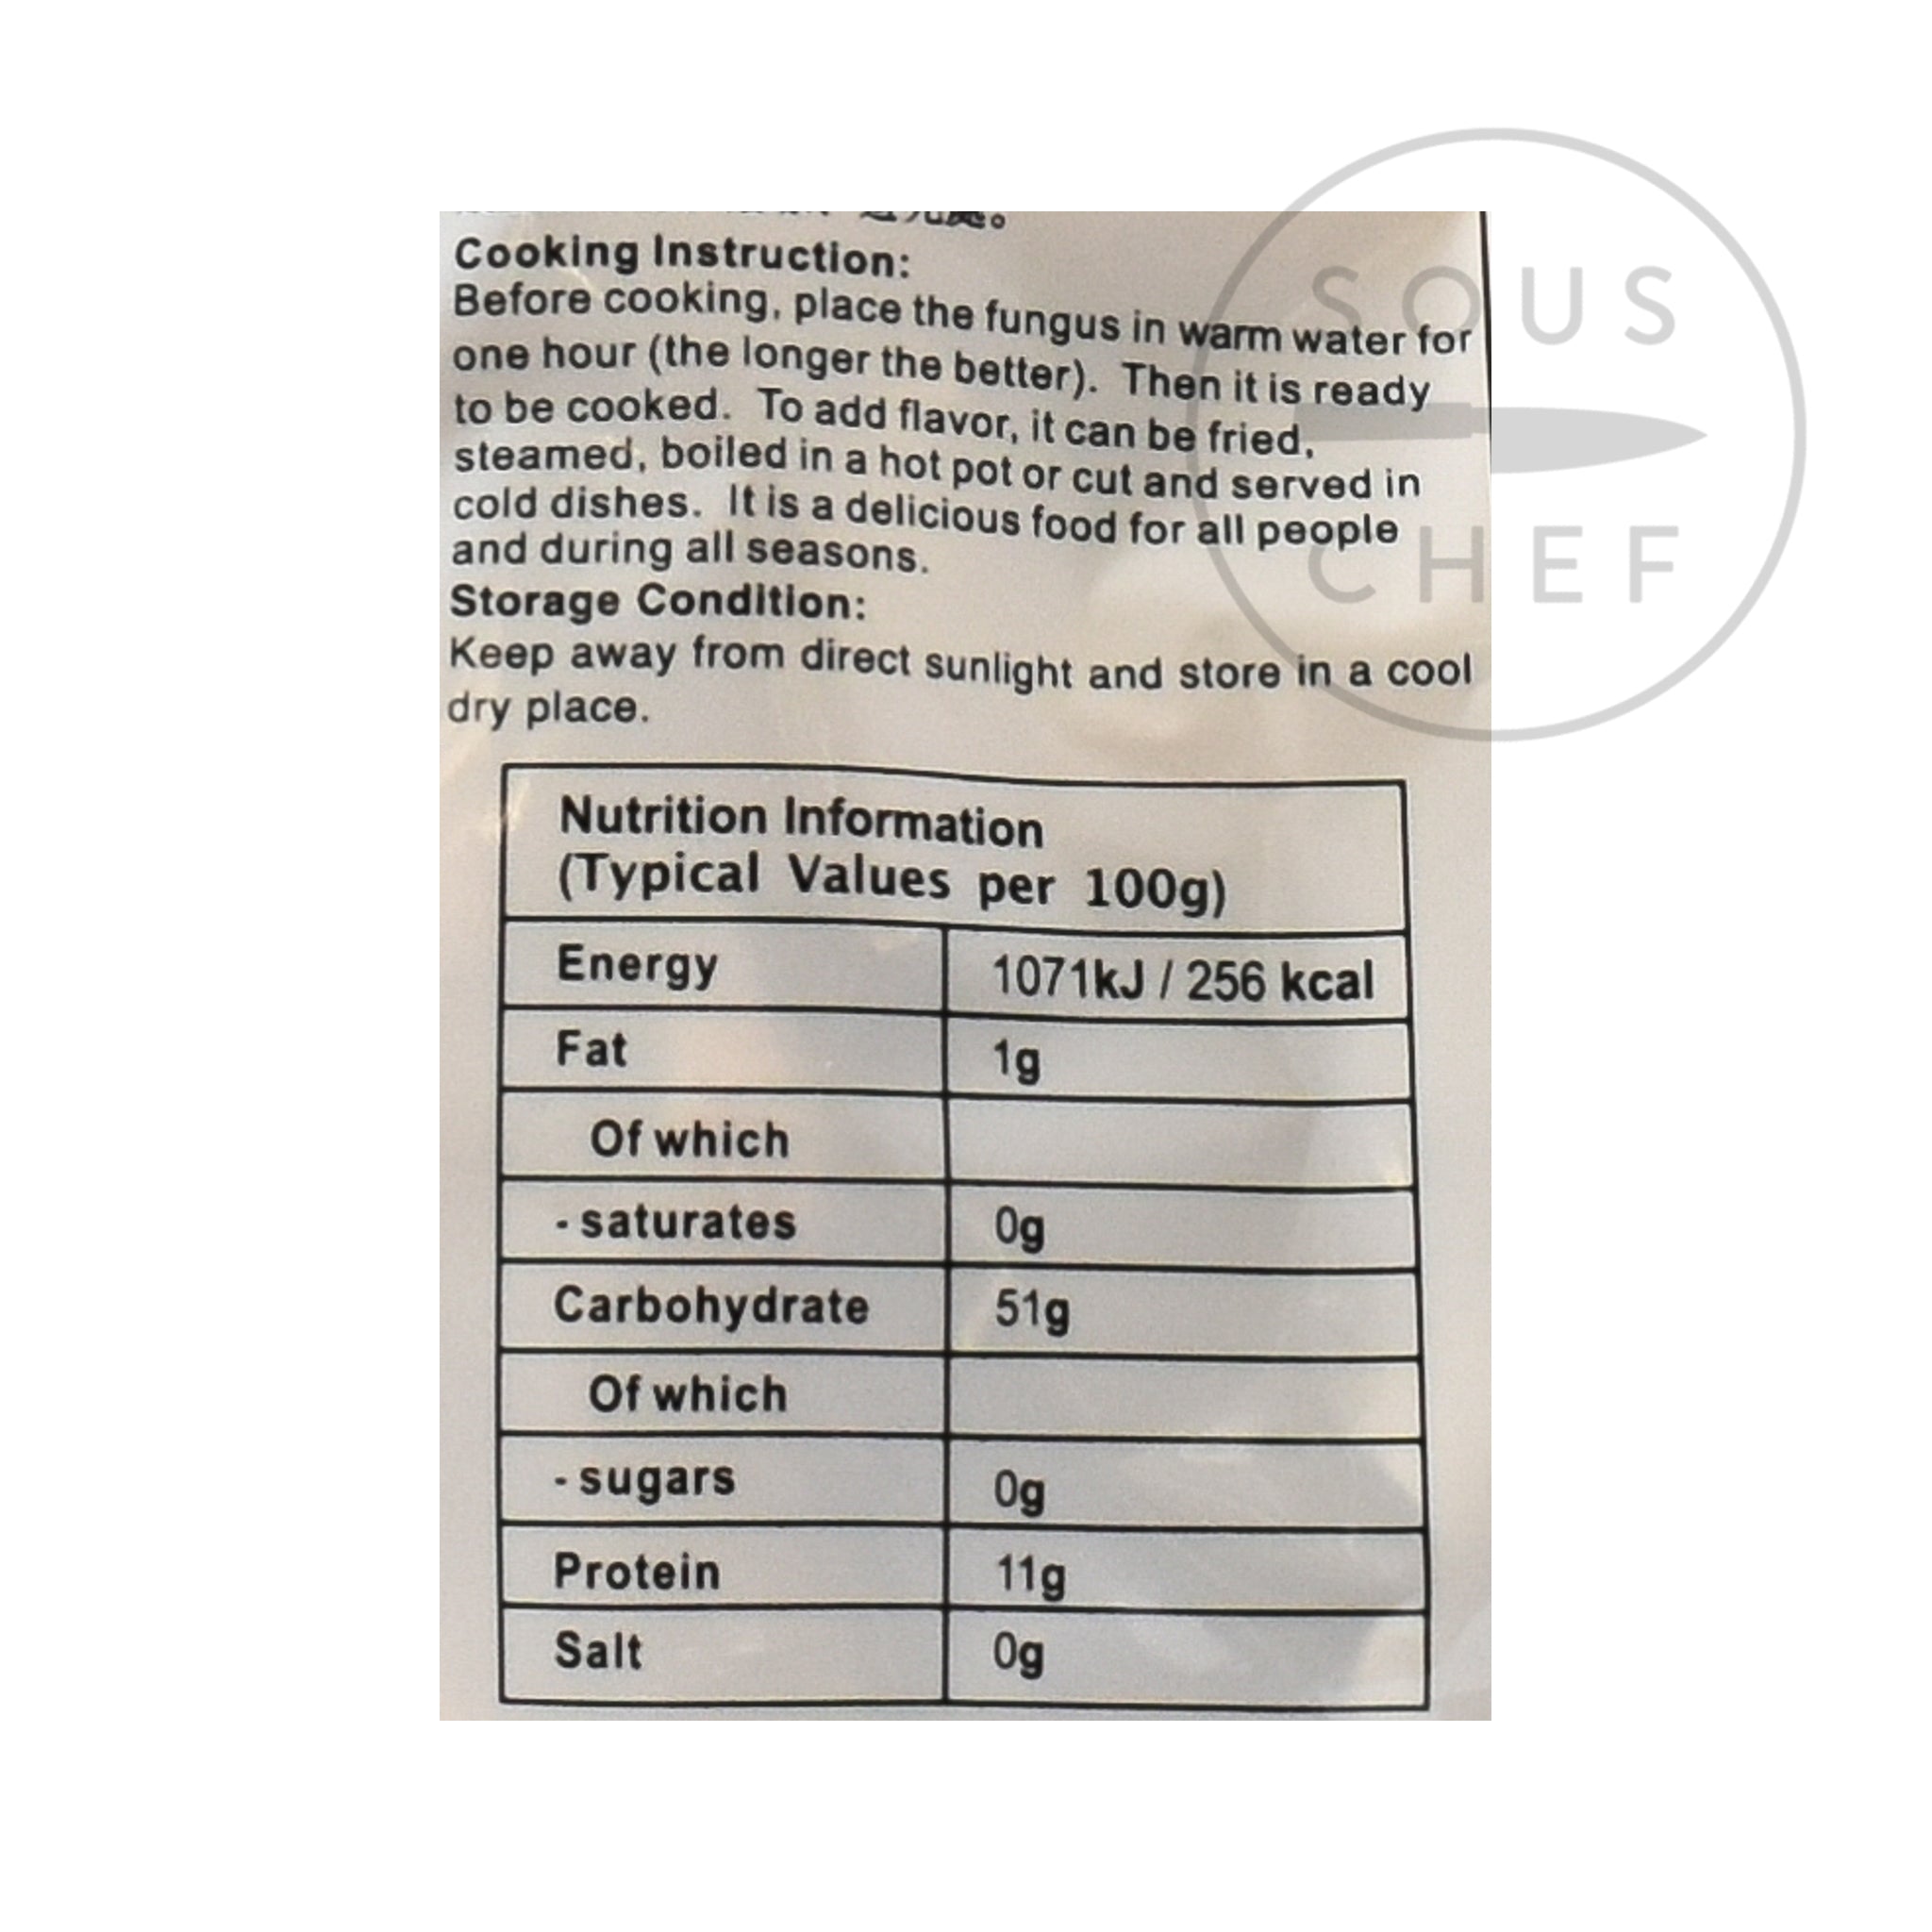 SOUS
CHEF
Cooking Instruction:
Before cooking, place the fungus in warm water for
one hour (the longer the better). Then it is ready
to be cooked. To add flavor, it can be fried,
steamed, boiled in a hot pot or cut and served in
cold dishes. It is a delicious food for all people
and during all seasons.
Storage Condition:
Keep away from direct sunlight and store in a cool
dry place.
Nutrition Information
(Typical Values per 100g)
Energy 1071kJ / 256 kcal
Fat 1g
Of which
- saturates 0g
Carbohydrate 51g
Of which
- sugars 0g
Protein 11g
Salt 0g